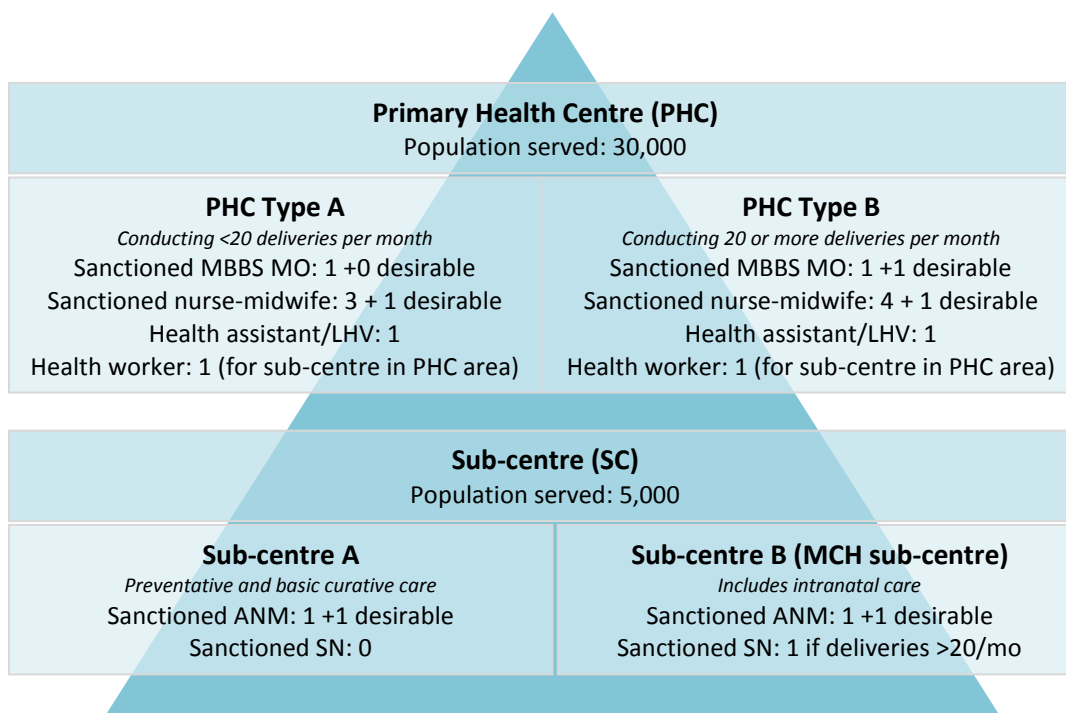 Primary Health Centre (PHC)
Population served: 30,000
PHC Type A
Conducting <20 deliveries per month
Sanctioned MBBS MO: 1 +0 desirable
Sanctioned nurse-midwife: 3 + 1 desirable
Health assistant/LHV: 1
Health worker: 1 (for sub-centre in PHC area)
PHC Type B
Conducting 20 or more deliveries per month
Sanctioned MBBS MO: 1 +1 desirable
Sanctioned nurse-midwife: 4 + 1 desirable
Health assistant/LHV: 1
Health worker: 1 (for sub-centre in PHC area)
Sub-centre (SC)
Population served: 5,000
Sub-centre A
Preventative and basic curative care
Sanctioned ANM: 1 +1 desirable
Sanctioned SN: 0
Sub-centre B (MCH sub-centre)
Includes intranatal care
Sanctioned ANM: 1 +1 desirable
Sanctioned SN: 1 if deliveries >20/mo